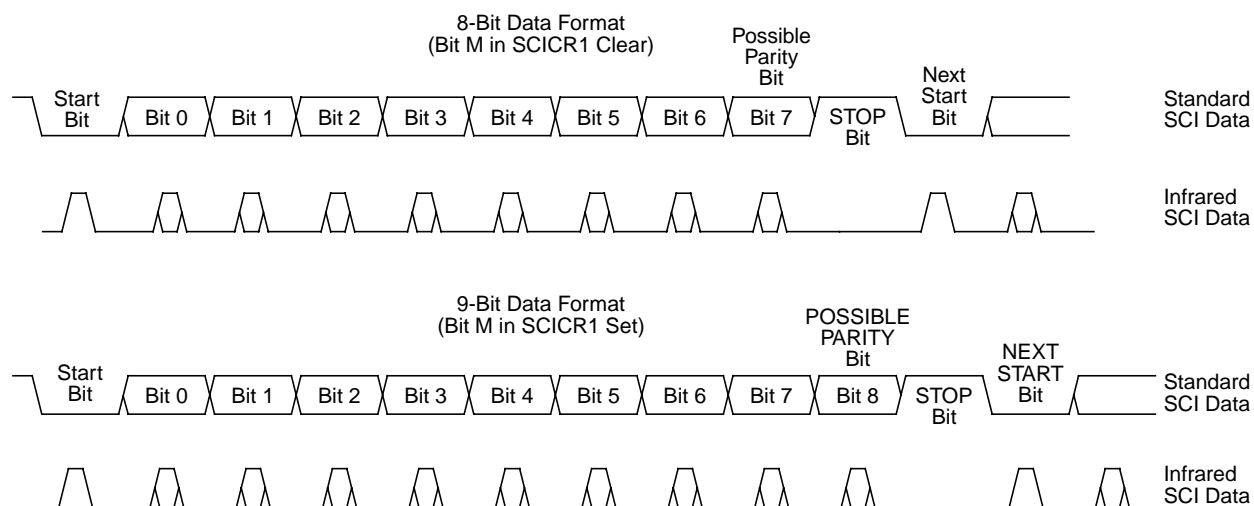 8-Bit Data Format
(Bit M in SCICR1 Clear)
Possible
Parity
Bit
Start
Bit
Bit 0
Bit 1
Bit 2
Bit 3
Bit 4
Bit 5
Bit 6
Bit 7
STOP
Bit
Next
Start
Bit
Standard
SCI Data
Infrared
SCI Data
9-Bit Data Format
(Bit M in SCICR1 Set)
POSSIBLE
PARITY
Bit
Start
Bit
Bit 0
Bit 1
Bit 2
Bit 3
Bit 4
Bit 5
Bit 6
Bit 7
Bit 8
STOP
Bit
NEXT
START
Bit
Standard
SCI Data
Infrared
SCI Data